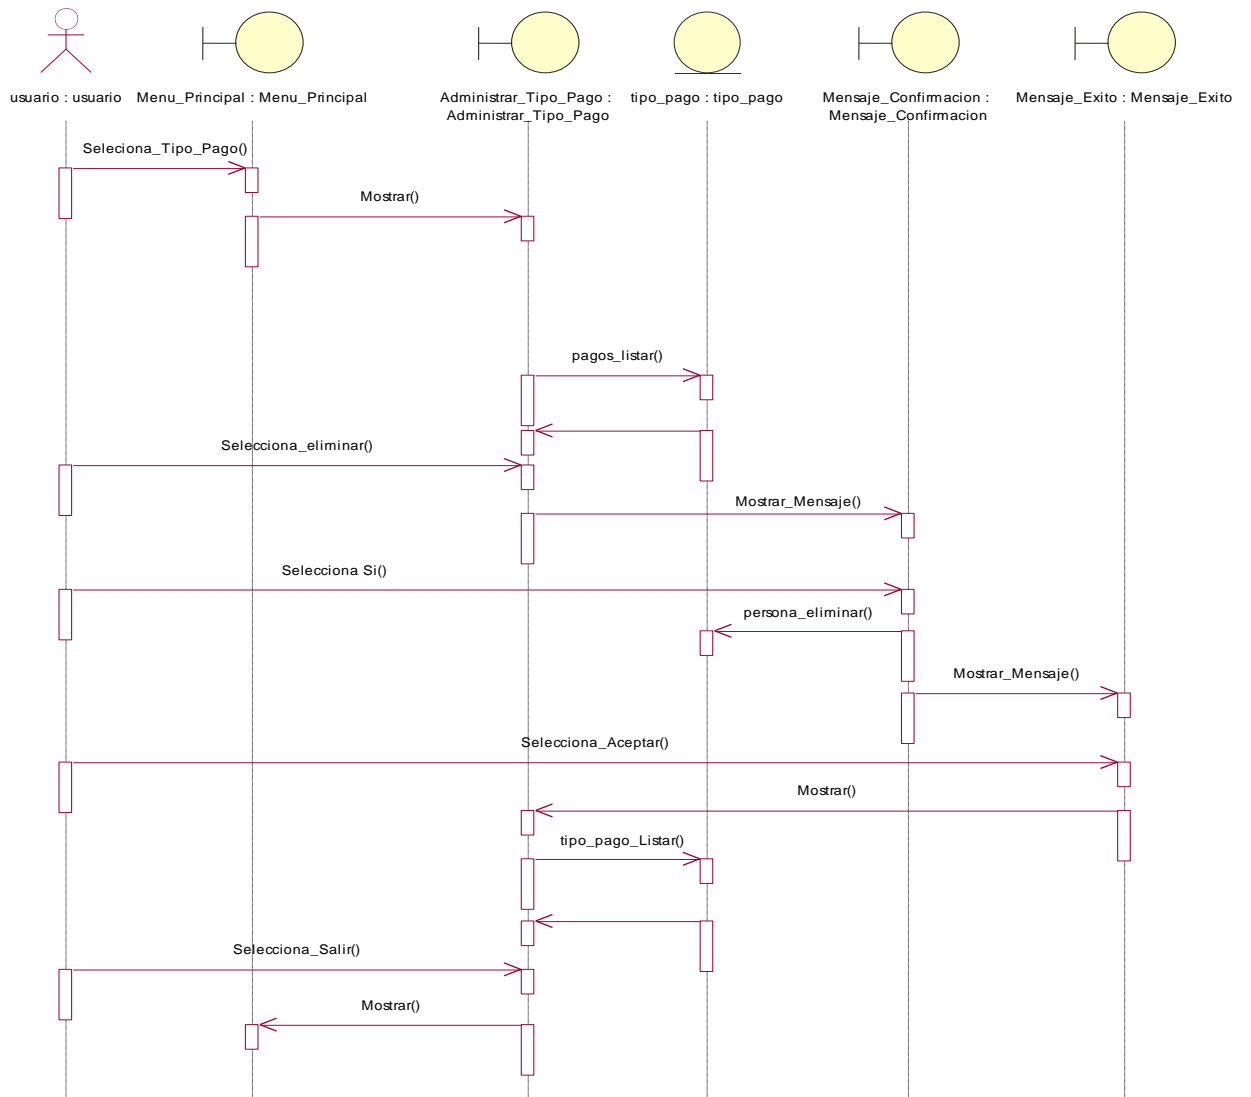 usuario : usuario
Menu_Principal : Menu_Principal
Administrar_Tipo_Pago :
Administrar_Tipo_Pago
tipo_pago : tipo_pago
Mensaje_Confirmacion :
Mensaje_Confirmacion
Mensaje_Exito : Mensaje_Exito
Seleciona_Tipo_Pago()
Mostrar()
pagos_listar()
Selecciona_eliminar()
Mostrar_Mensaje()
Selecciona Si()
persona_eliminar()
Mostrar_Mensaje()
Selecciona_Aceptar()
Mostrar()
tipo_pago_Listar()
Selecciona_Salir()
Mostrar()